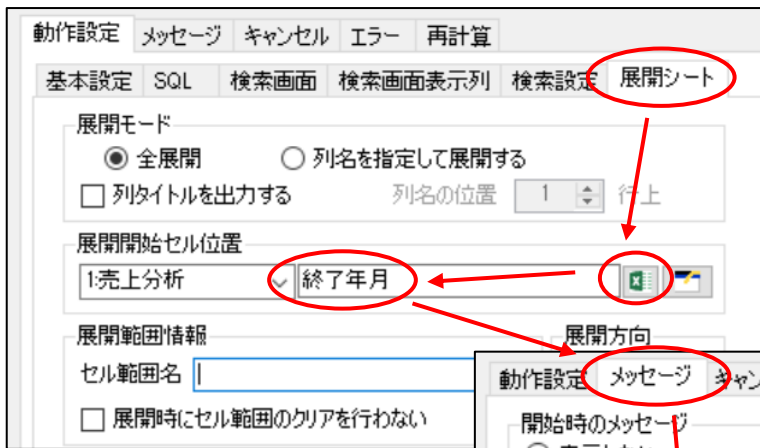 動作設定 メッセージ キャンセル エラー 再計算
基本設定 SQL 検索画面 検索画面表示列 検索設定 展開シート
展開モード
全展開 列名を指定して展開する
列タイトルを出力する 列名の位置 1 行上
展開開始セル位置
1:売上分析 終了年月
展開範囲情報 展開方向
セル範囲名
展開時にセル範囲のクリアを行わない
動作設定 メッセージ キャン
開始時のメッセージ